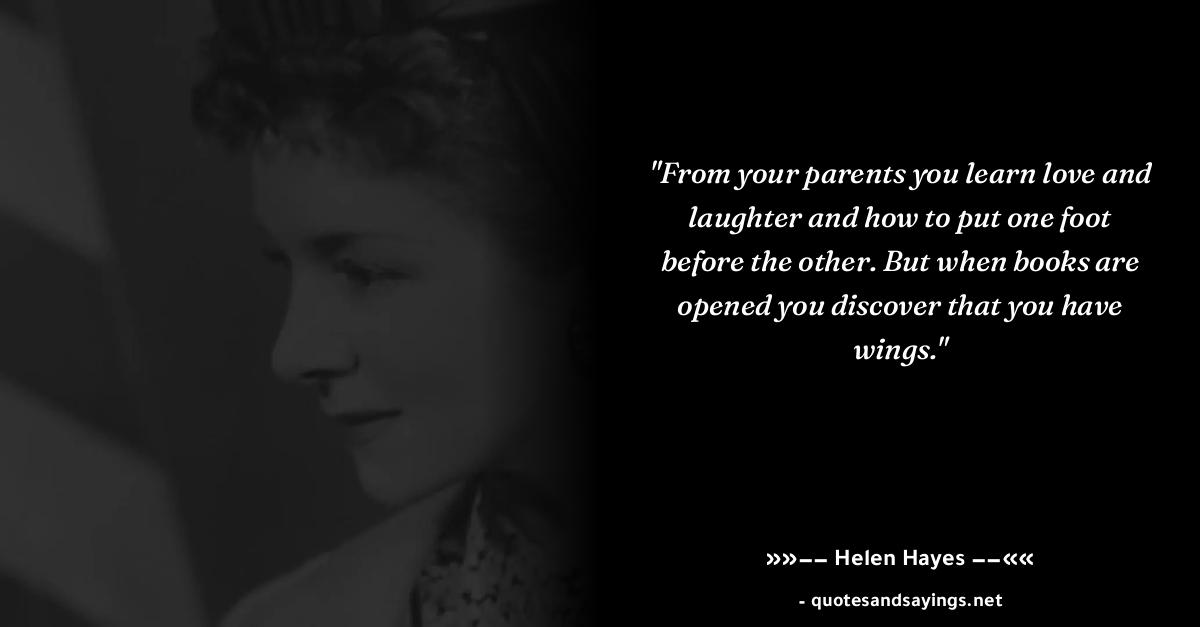 "From your parents you learn love and
laughter and how to put one foot
before the other. But when books are
opened you discover that you have
wings."
»»–– Helen Hayes ––««
- quotesandsayings.net